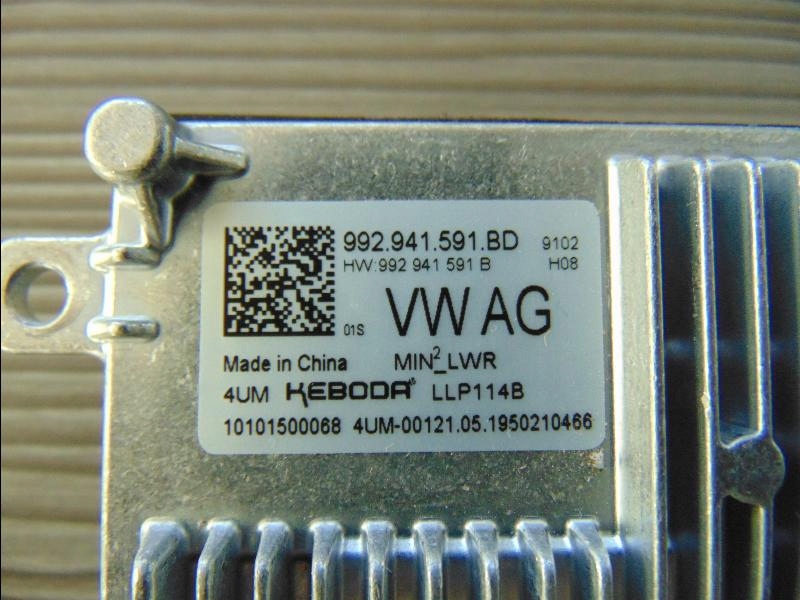 992.941.591.BD 9102
HW:992 941 591 B H08
01S VW AG
Made in China MIN²_LWR
4UM KEBODA® LLP114B
10101500068 4UM-00121.05.1950210466